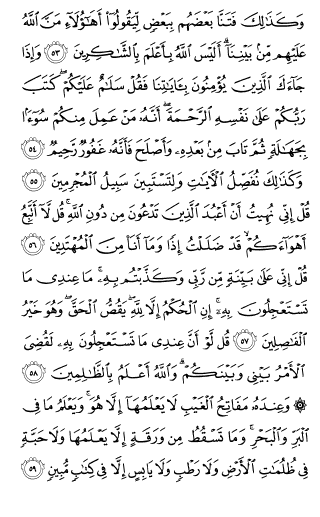 وَكَذَٰلِكَ فَتَنَّا بَعْضَهُم بِبَعْضٍ لِّيَقُولُوٓا۟ أَهَـٰٓؤُلَآءِ مَنَّ ٱللَّهُ
عَلَيْهِم مِّنۢ بَيْنِنَآ ۗ أَلَيْسَ ٱللَّهُ بِأَعْلَمَ بِٱلشَّـٰكِرِينَ ٥٣ وَإِذَا
جَآءَكَ ٱلَّذِينَ يُؤْمِنُونَ بِـَٔايَـٰتِنَا فَقُلْ سَلَـٰمٌ عَلَيْكُمْ ۖ كَتَبَ
رَبُّكُمْ عَلَىٰ نَفْسِهِ ٱلرَّحْمَةَ ۖ أَنَّهُۥ مَنْ عَمِلَ مِنكُمْ سُوٓءًۢا
بِجَهَـٰلَةٍ ثُمَّ تَابَ مِنۢ بَعْدِهِۦ وَأَصْلَحَ فَأَنَّهُۥ غَفُورٌ رَّحِيمٌ ٥٤
وَكَذَٰلِكَ نُفَصِّلُ ٱلْـَٔايَـٰتِ وَلِتَسْتَبِينَ سَبِيلُ ٱلْمُجْرِمِينَ ٥٥
قُلْ إِنِّى نُهِيتُ أَنْ أَعْبُدَ ٱلَّذِينَ تَدْعُونَ مِن دُونِ ٱللَّهِ ۚ قُل لَّآ أَتَّبِعُ
أَهْوَآءَكُمْ ۙ قَدْ ضَلَلْتُ إِذًا وَمَآ أَنَا۠ مِنَ ٱلْمُهْتَدِينَ ٥٦
قُلْ إِنِّى عَلَىٰ بَيِّنَةٍ مِّن رَّبِّى وَكَذَّبْتُم بِهِۦ ۚ مَا عِندِى مَا
تَسْتَعْجِلُونَ بِهِۦٓ ۚ إِنِ ٱلْحُكْمُ إِلَّا لِلَّهِ ۖ يَقُصُّ ٱلْحَقَّ ۖ وَهُوَ خَيْرُ
ٱلْفَـٰصِلِينَ ٥٧ قُل لَّوْ أَنَّ عِندِى مَا تَسْتَعْجِلُونَ بِهِۦ لَقُضِىَ
ٱلْأَمْرُ بَيْنِى وَبَيْنَكُمْ ۗ وَٱللَّهُ أَعْلَمُ بِٱلظَّـٰلِمِينَ ٥٨
۞ وَعِندَهُۥ مَفَاتِحُ ٱلْغَيْبِ لَا يَعْلَمُهَآ إِلَّا هُوَ ۚ وَيَعْلَمُ مَا فِى
ٱلْبَرِّ وَٱلْبَحْرِ ۚ وَمَا تَسْقُطُ مِن وَرَقَةٍ إِلَّا يَعْلَمُهَا وَلَا حَبَّةٍ
فِى ظُلُمَـٰتِ ٱلْأَرْضِ وَلَا رَطْبٍ وَلَا يَابِسٍ إِلَّا فِى كِتَـٰبٍ مُّبِينٍ ٥٩